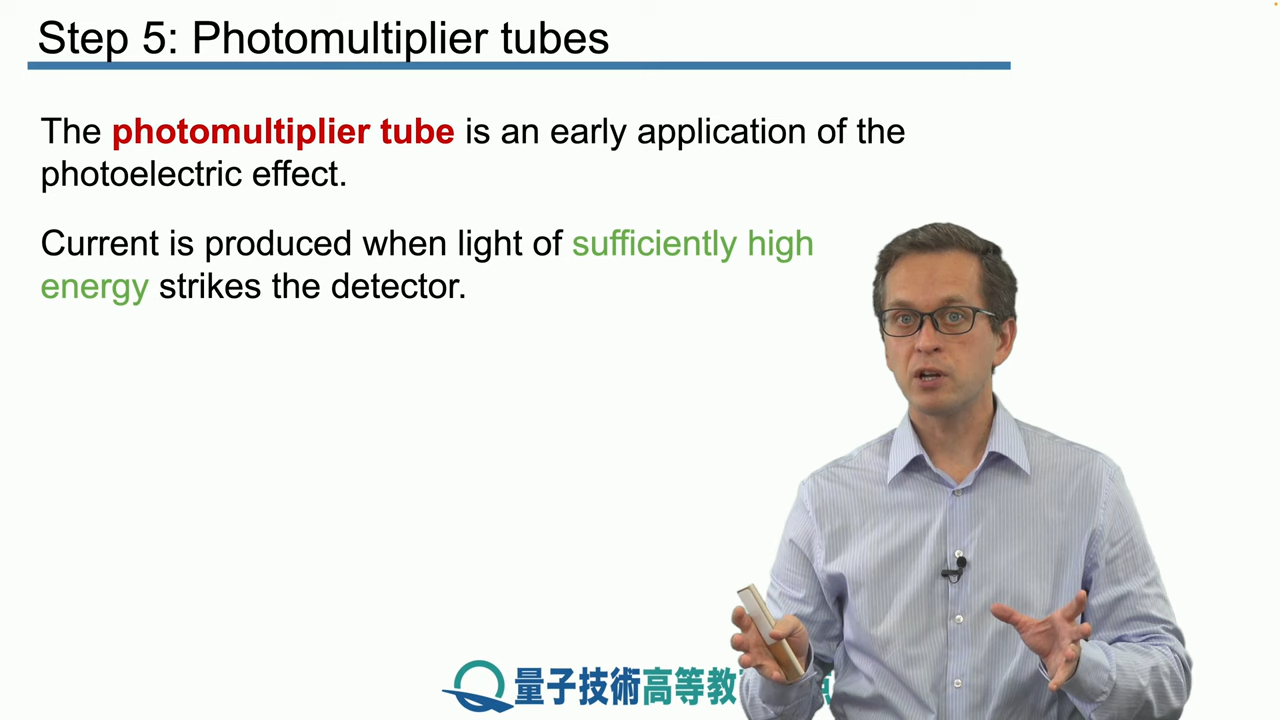 Step 5: Photomultiplier tubes
The photomultiplier tube is an early application of the
photoelectric effect.
Current is produced when light of sufficiently high
energy strikes the detector.
量子技術高等教